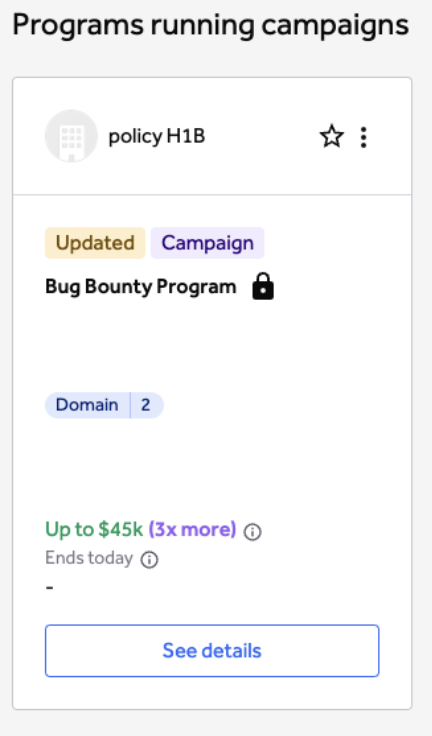 Programs running campaigns
policy H1B
Updated Campaign
Bug Bounty Program
Domain 2
Up to $45k (3x more)
Ends today
-
See details